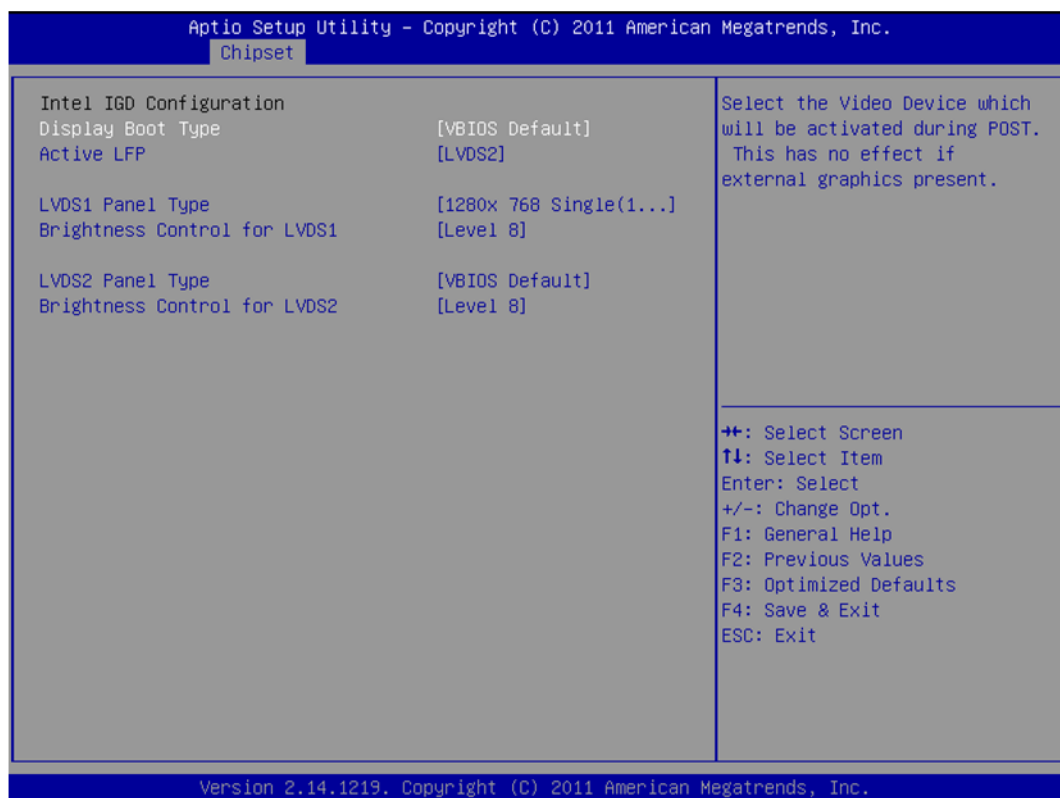 Aptio Setup Utility – Copyright (C) 2011 American Megatrends, Inc.
Chipset
Intel IGD Configuration
Display Boot Type [VBIOS Default]
Active LFP [LVDS2]
LVDS1 Panel Type [1280x 768 Single(1...]
Brightness Control for LVDS1 [Level 8]
LVDS2 Panel Type [VBIOS Default]
Brightness Control for LVDS2 [Level 8]
Select the Video Device which
will be activated during POST.
This has no effect if
external graphics present.
→←: Select Screen
↑↓: Select Item
Enter: Select
+/-: Change Opt.
F1: General Help
F2: Previous Values
F3: Optimized Defaults
F4: Save & Exit
ESC: Exit
Version 2.14.1219. Copyright (C) 2011 American Megatrends, Inc.